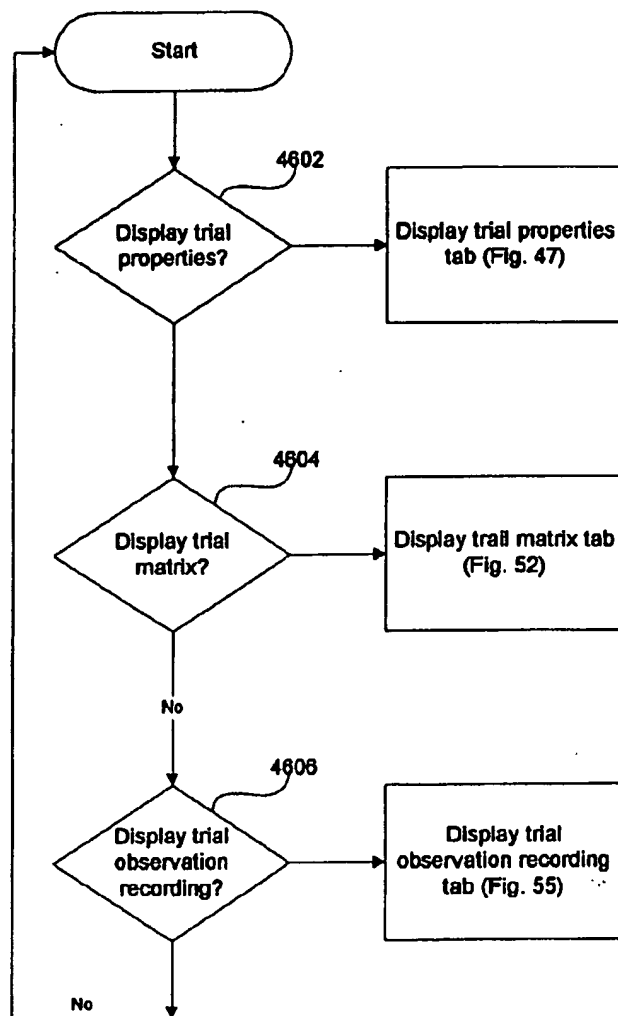 Start
4602
Display trial
properties?
Display trial properties
tab (Fig. 47)
4604
Display trial
matrix?
Display trail matrix tab
(Fig. 52)
No
4606
Display trial
observation
recording?
Display trial
observation recording
tab (Fig. 55)
No